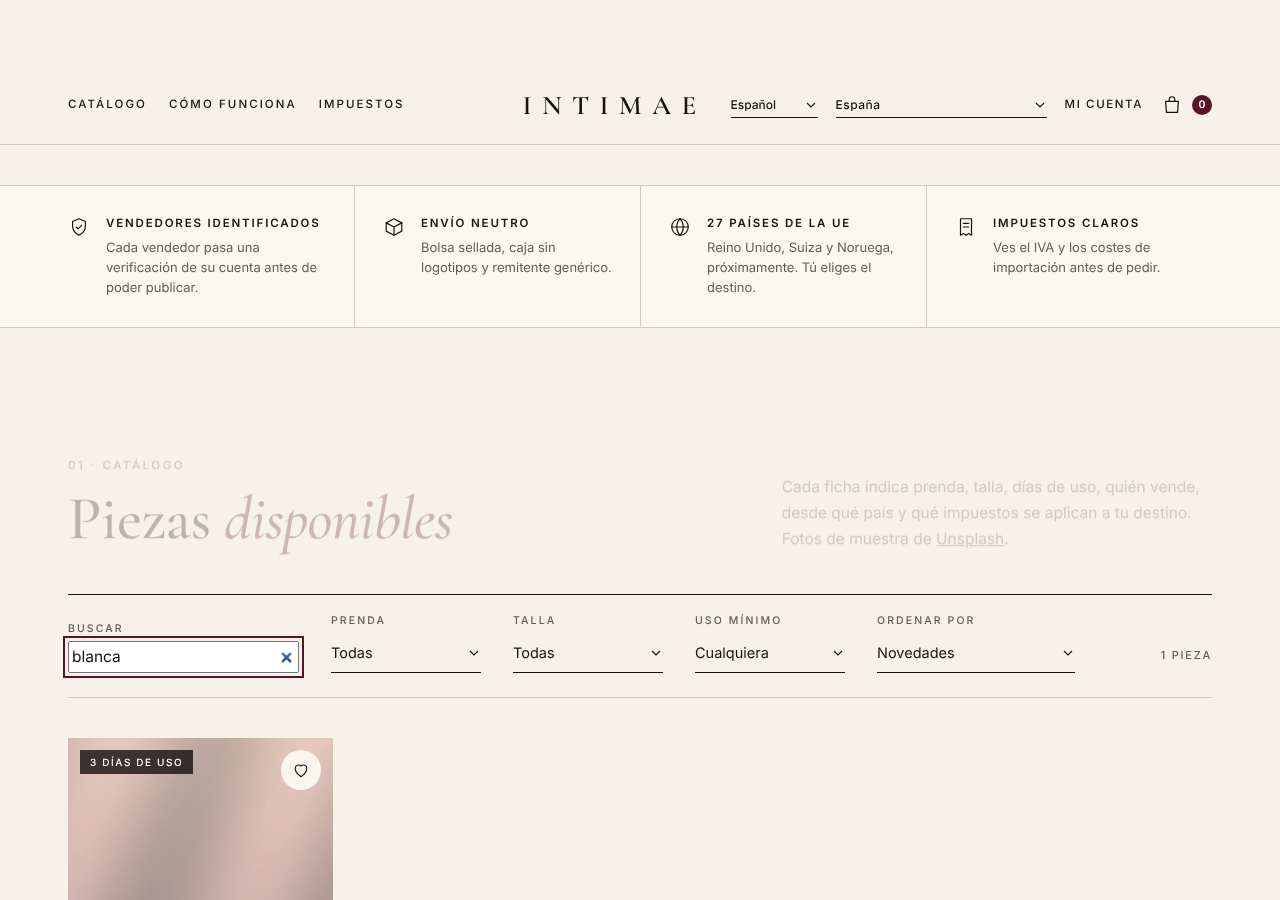 CATÁLOGO CÓMO FUNCIONA IMPUESTOS INTIMAE Español España MI CUENTA 0
VENDEDORES IDENTIFICADOS
Cada vendedor pasa una
verificación de su cuenta antes de
poder publicar.
ENVÍO NEUTRO
Bolsa sellada, caja sin
logotipos y remitente genérico.
27 PAÍSES DE LA UE
Reino Unido, Suiza y Noruega,
próximamente. Tú eliges el
destino.
IMPUESTOS CLAROS
Ves el IVA y los costes de
importación antes de pedir.
01 · CATÁLOGO
Piezas disponibles
Cada ficha indica prenda, talla, días de uso, quién vende,
desde qué país y qué impuestos se aplican a tu destino.
Fotos de muestra de Unsplash.
BUSCAR
blanca
PRENDA
Todas
TALLA
Todas
USO MÍNIMO
Cualquiera
ORDENAR POR
Novedades
1 PIEZA
3 DÍAS DE USO